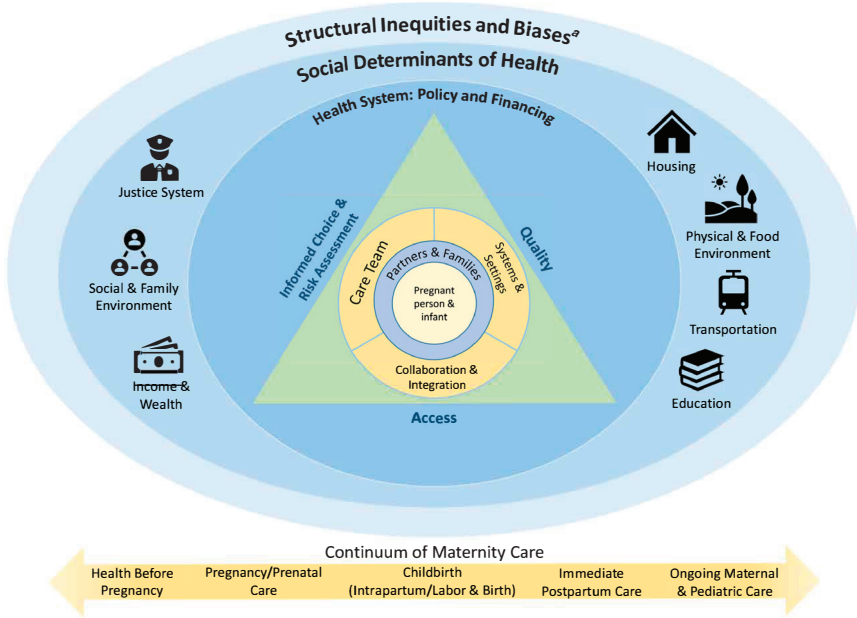 Structural Inequities and Biasesᵃ
Social Determinants of Health
Health System: Policy and Financing
Justice System
Social & Family
Environment
Income &
Wealth
Housing
Physical & Food
Environment
Transportation
Education
Informed Choice &
Risk Assessment
Quality
Access
Care Team
Systems &
Settings
Collaboration &
Integration
Partners & Families
Pregnant
person &
infant
Continuum of Maternity Care
Health Before
Pregnancy
Pregnancy/Prenatal
Care
Childbirth
(Intrapartum/Labor & Birth)
Immediate
Postpartum Care
Ongoing Maternal
& Pediatric Care